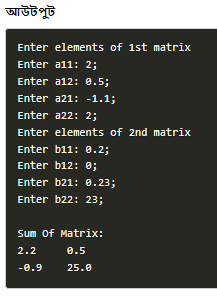 আউটপুট
Enter elements of 1st matrix
Enter a11: 2;
Enter a12: 0.5;
Enter a21: -1.1;
Enter a22: 2;
Enter elements of 2nd matrix
Enter b11: 0.2;
Enter b12: 0;
Enter b21: 0.23;
Enter b22: 23;
Sum Of Matrix:
2.2 0.5
-0.9 25.0